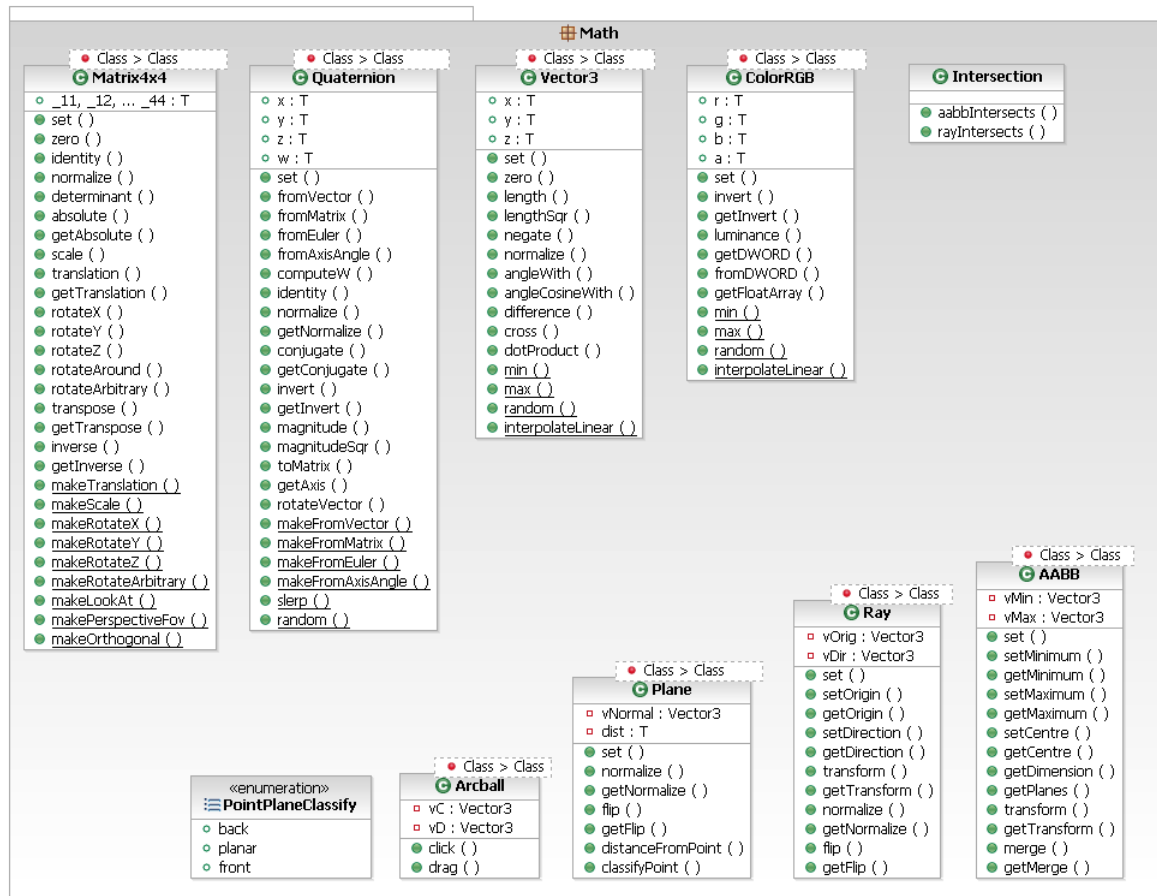 Math
Class > Class
Matrix4x4
_11, _12, ... _44 : T
set ( )
zero ( )
identity ( )
normalize ( )
determinant ( )
absolute ( )
getAbsolute ( )
scale ( )
translation ( )
getTranslation ( )
rotateX ( )
rotateY ( )
rotateZ ( )
rotateAround ( )
rotateArbitrary ( )
transpose ( )
getTranspose ( )
inverse ( )
getInverse ( )
makeTranslation ( )
makeScale ( )
makeRotateX ( )
makeRotateY ( )
makeRotateZ ( )
makeRotateArbitrary ( )
makeLookAt ( )
makePerspectiveFov ( )
makeOrthogonal ( )
Class > Class
Quaternion
x : T
y : T
z : T
w : T
set ( )
fromVector ( )
fromMatrix ( )
fromEuler ( )
fromAxisAngle ( )
computeW ( )
identity ( )
normalize ( )
getNormalize ( )
conjugate ( )
getConjugate ( )
invert ( )
getInvert ( )
magnitude ( )
magnitudeSqr ( )
toMatrix ( )
getAxis ( )
rotateVector ( )
makeFromVector ( )
makeFromMatrix ( )
makeFromEuler ( )
makeFromAxisAngle ( )
slerp ( )
random ( )
Class > Class
Vector3
x : T
y : T
z : T
set ( )
zero ( )
length ( )
lengthSqr ( )
negate ( )
normalize ( )
angleWith ( )
angleCosineWith ( )
difference ( )
cross ( )
dotProduct ( )
min ( )
max ( )
random ( )
interpolateLinear ( )
Class > Class
ColorRGB
r : T
g : T
b : T
a : T
set ( )
invert ( )
getInvert ( )
luminance ( )
getDWORD ( )
fromDWORD ( )
getFloatArray ( )
min ( )
max ( )
random ( )
interpolateLinear ( )
Intersection
aabbIntersects ( )
rayIntersects ( )
«enumeration»
PointPlaneClassify
back
planar
front
Class > Class
Arcball
vC : Vector3
vD : Vector3
click ( )
drag ( )
Class > Class
Plane
vNormal : Vector3
dist : T
set ( )
normalize ( )
getNormalize ( )
flip ( )
getFlip ( )
distanceFromPoint ( )
classifyPoint ( )
Class > Class
Ray
vOrig : Vector3
vDir : Vector3
set ( )
setOrigin ( )
getOrigin ( )
setDirection ( )
getDirection ( )
transform ( )
getTransform ( )
normalize ( )
getNormalize ( )
flip ( )
getFlip ( )
Class > Class
AABB
vMin : Vector3
vMax : Vector3
set ( )
setMinimum ( )
getMinimum ( )
setMaximum ( )
getMaximum ( )
setCentre ( )
getCentre ( )
getDimension ( )
getPlanes ( )
transform ( )
getTransform ( )
merge ( )
getMerge ( )